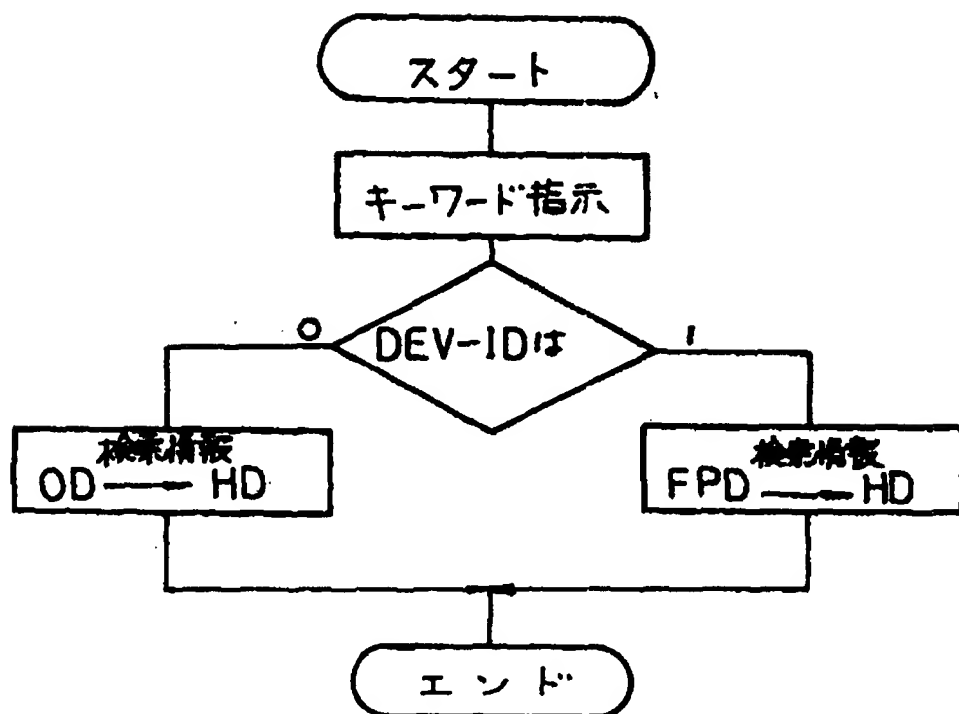 スタート
キーワード指示
DEV-IDは
0
1
検索情報
OD → HD
検索情報
FPD → HD
エンド